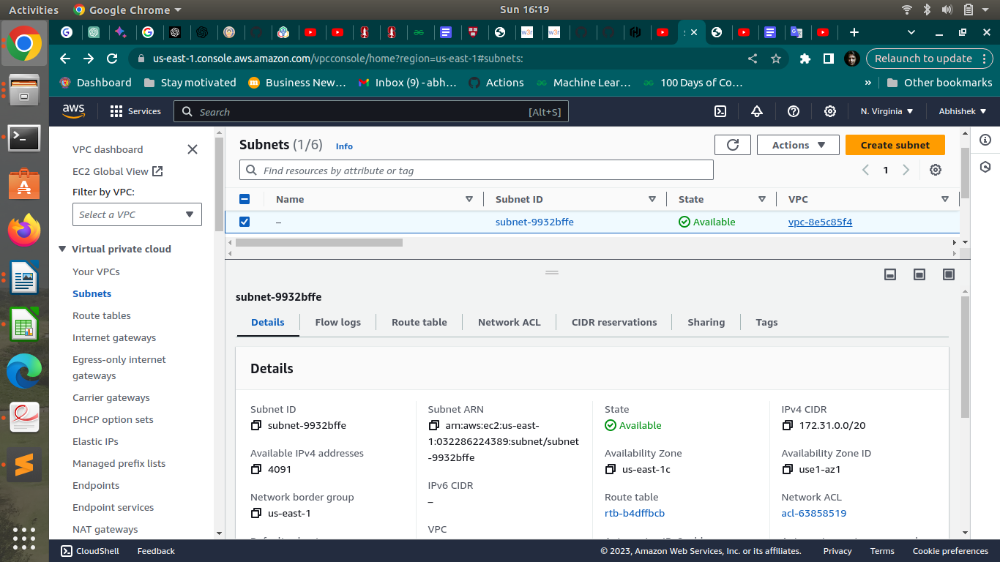 Activities
Google Chrome
Sun 16:19
us-east-1.console.aws.amazon.com/vpcconsole/home?region=us-east-1#subnets:
Relaunch to update
Dashboard
Stay motivated
Business New…
Inbox (9) - abh…
Actions
Machine Lear…
100 Days of Co…
»
Other bookmarks
aws
Services
Search
[Alt+S]
N. Virginia
Abhishek
VPC dashboard
EC2 Global View
Filter by VPC:
Select a VPC
Virtual private cloud
Your VPCs
Subnets
Route tables
Internet gateways
Egress-only internet
gateways
Carrier gateways
DHCP option sets
Elastic IPs
Managed prefix lists
Endpoints
Endpoint services
NAT gateways
Subnets (1/6)
Info
Actions
Create subnet
Find resources by attribute or tag
1
Name
Subnet ID
State
VPC
–
subnet-9932bffe
Available
vpc-8e5c85f4
subnet-9932bffe
Details
Flow logs
Route table
Network ACL
CIDR reservations
Sharing
Tags
Details
Subnet ID
subnet-9932bffe
Available IPv4 addresses
4091
Network border group
us-east-1
Subnet ARN
arn:aws:ec2:us-east-
1:032286224389:subnet/subnet
-9932bffe
IPv6 CIDR
–
VPC
State
Available
Availability Zone
us-east-1c
Route table
rtb-b4dffbcb
IPv4 CIDR
172.31.0.0/20
Availability Zone ID
use1-az1
Network ACL
acl-63858519
CloudShell
Feedback
© 2023, Amazon Web Services, Inc. or its affiliates.
Privacy
Terms
Cookie preferences